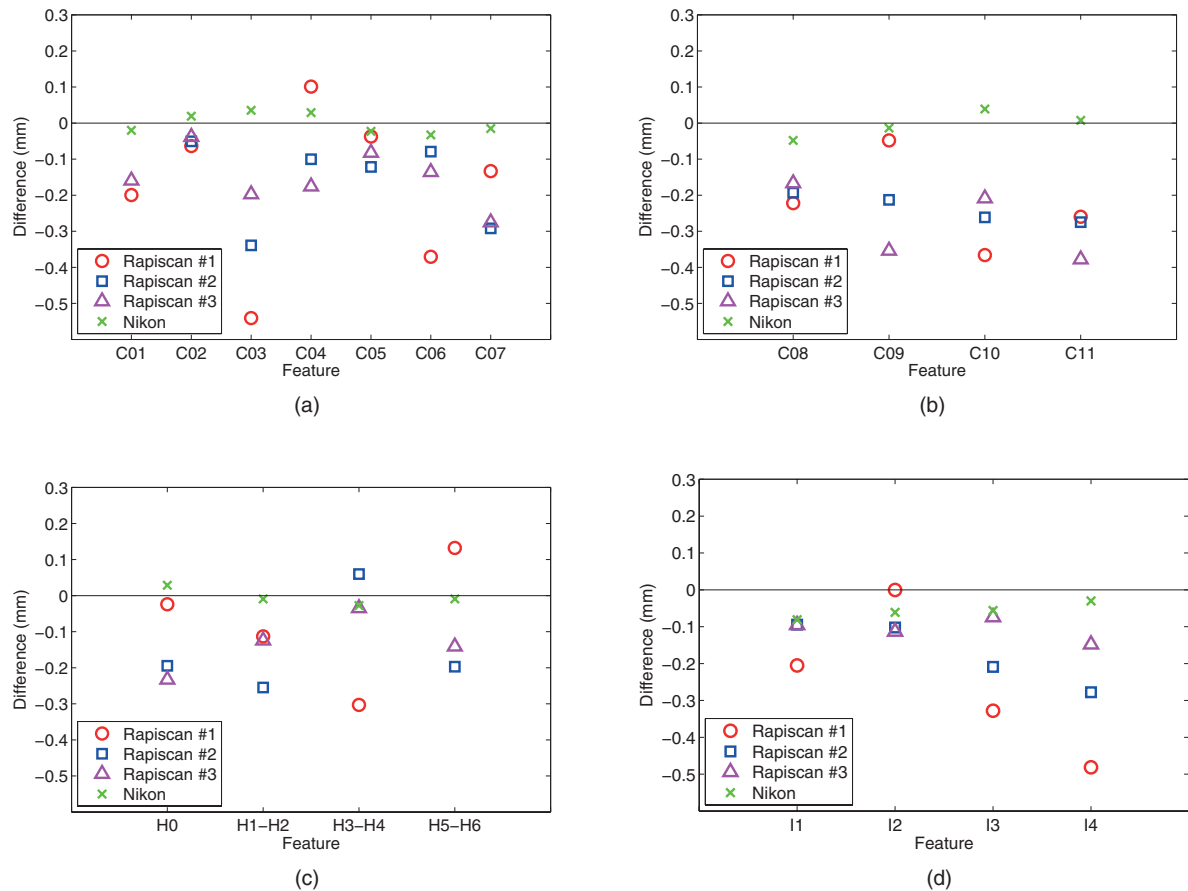 0.3
0.2
0.1
0
−0.1
−0.2
−0.3
−0.4
−0.5
Difference (mm)
Rapiscan #1
Rapiscan #2
Rapiscan #3
Nikon
C01 C02 C03 C04 C05 C06 C07
Feature
(a)
0.3
0.2
0.1
0
−0.1
−0.2
−0.3
−0.4
−0.5
Difference (mm)
Rapiscan #1
Rapiscan #2
Rapiscan #3
Nikon
C08 C09 C10 C11
Feature
(b)
0.3
0.2
0.1
0
−0.1
−0.2
−0.3
−0.4
−0.5
Difference (mm)
Rapiscan #1
Rapiscan #2
Rapiscan #3
Nikon
H0 H1−H2 H3−H4 H5−H6
Feature
(c)
0.3
0.2
0.1
0
−0.1
−0.2
−0.3
−0.4
−0.5
Difference (mm)
Rapiscan #1
Rapiscan #2
Rapiscan #3
Nikon
I1 I2 I3 I4
Feature
(d)